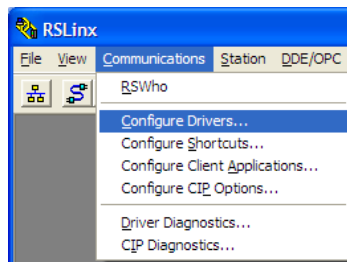 RSLinx
File View Communications Station DDE/OPC
RSWho
Configure Drivers...
Configure Shortcuts...
Configure Client Applications...
Configure CIP Options...
Driver Diagnostics...
CIP Diagnostics...